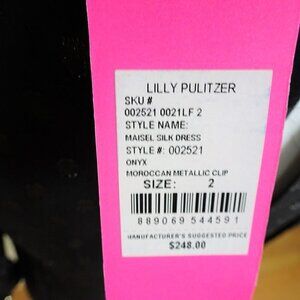 LILLY PULITZER
SKU #
002521 0021LF 2
STYLE NAME:
MAISEL SILK DRESS
STYLE #: 002521
ONYX
MOROCCAN METALLIC CLIP
SIZE: 2
889069 544591
MANUFACTURER'S SUGGESTED PRICE
$248.00